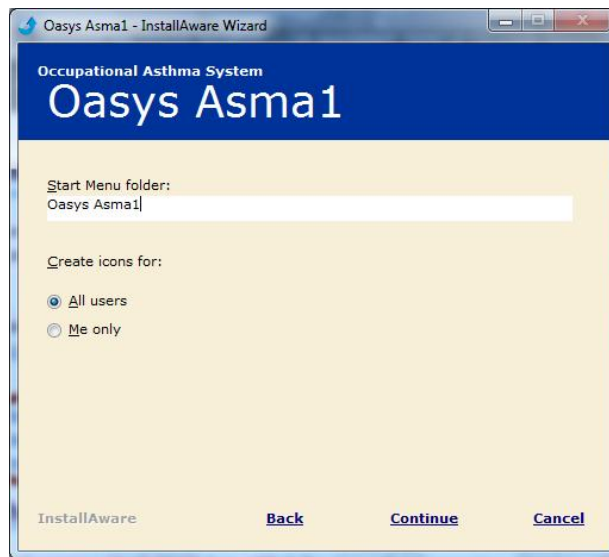 Oasys Asma1 - InstallAware Wizard
Occupational Asthma System
Oasys Asma1
Start Menu folder:
Oasys Asma1
Create icons for:
All users
Me only
InstallAware Back Continue Cancel